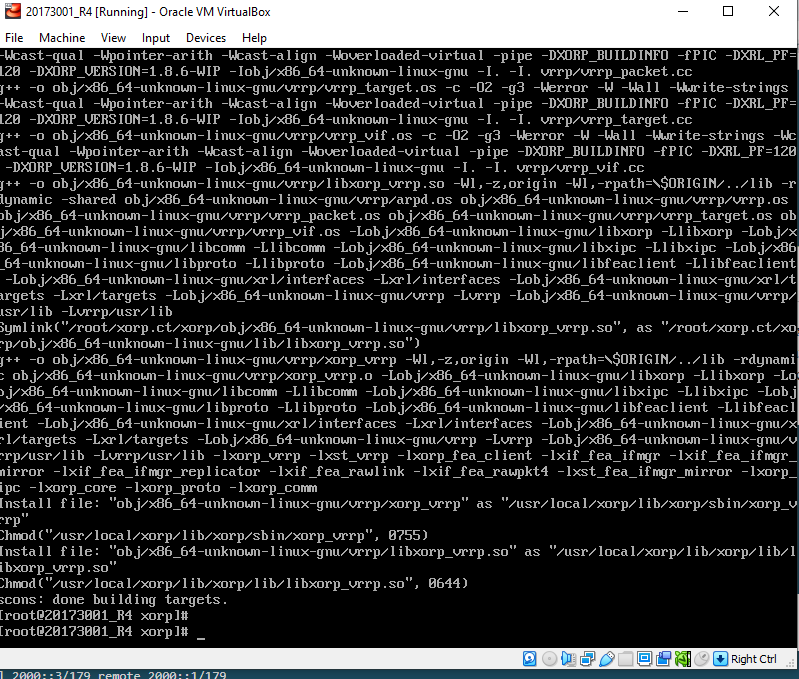 20173001_R4 [Running] - Oracle VM VirtualBox
File Machine View Input Devices Help
-Wcast-qual -Wpointer-arith -Wcast-align -Woverloaded-virtual -pipe -DXORP_BUILDINFO -fPIC -DXRL_PF=
120 -DXORP_VERSION=1.8.6-WIP -Iobj/x86_64-unknown-linux-gnu -I. -I. vrrp/vrrp_packet.cc
g++ -o obj/x86_64-unknown-linux-gnu/vrrp/vrrp_target.os -c -O2 -g3 -Werror -W -Wall -Wwrite-strings
-Wcast-qual -Wpointer-arith -Wcast-align -Woverloaded-virtual -pipe -DXORP_BUILDINFO -fPIC -DXRL_PF=
120 -DXORP_VERSION=1.8.6-WIP -Iobj/x86_64-unknown-linux-gnu -I. -I. vrrp/vrrp_target.cc
g++ -o obj/x86_64-unknown-linux-gnu/vrrp/vrrp_vif.os -c -O2 -g3 -Werror -W -Wall -Wwrite-strings -Wc
ast-qual -Wpointer-arith -Wcast-align -Woverloaded-virtual -pipe -DXORP_BUILDINFO -fPIC -DXRL_PF=120
-DXORP_VERSION=1.8.6-WIP -Iobj/x86_64-unknown-linux-gnu -I. -I. vrrp/vrrp_vif.cc
g++ -o obj/x86_64-unknown-linux-gnu/vrrp/libxorp_vrrp.so -Wl,-z,origin -Wl,-rpath=\$ORIGIN/../lib -r
dynamic -shared obj/x86_64-unknown-linux-gnu/vrrp/arpd.os obj/x86_64-unknown-linux-gnu/vrrp/vrrp.os
obj/x86_64-unknown-linux-gnu/vrrp/vrrp_packet.os obj/x86_64-unknown-linux-gnu/vrrp/vrrp_target.os ob
j/x86_64-unknown-linux-gnu/vrrp/vrrp_vif.os -Lobj/x86_64-unknown-linux-gnu/libxorp -Llibxorp -Lobj/x
86_64-unknown-linux-gnu/libcomm -Llibcomm -Lobj/x86_64-unknown-linux-gnu/libxipc -Llibxipc -Lobj/x86
_64-unknown-linux-gnu/libproto -Llibproto -Lobj/x86_64-unknown-linux-gnu/libfeaclient -Llibfeaclient
-Lobj/x86_64-unknown-linux-gnu/xrl/interfaces -Lxrl/interfaces -Lobj/x86_64-unknown-linux-gnu/xrl/t
argets -Lxrl/targets -Lobj/x86_64-unknown-linux-gnu/vrrp -Lvrrp -Lobj/x86_64-unknown-linux-gnu/vrrp/
usr/lib -Lvrrp/usr/lib
Symlink("/root/xorp.ct/xorp/obj/x86_64-unknown-linux-gnu/vrrp/libxorp_vrrp.so", as "/root/xorp.ct/xo
rp/obj/x86_64-unknown-linux-gnu/lib/libxorp_vrrp.so")
g++ -o obj/x86_64-unknown-linux-gnu/vrrp/xorp_vrrp -Wl,-z,origin -Wl,-rpath=\$ORIGIN/../lib -rdynami
c obj/x86_64-unknown-linux-gnu/vrrp/xorp_vrrp.o -Lobj/x86_64-unknown-linux-gnu/libxorp -Llibxorp -Lo
bj/x86_64-unknown-linux-gnu/libcomm -Llibcomm -Lobj/x86_64-unknown-linux-gnu/libxipc -Llibxipc -Lobj
/x86_64-unknown-linux-gnu/libproto -Llibproto -Lobj/x86_64-unknown-linux-gnu/libfeaclient -Llibfeacl
ient -Lobj/x86_64-unknown-linux-gnu/xrl/interfaces -Lxrl/interfaces -Lobj/x86_64-unknown-linux-gnu/x
rl/targets -Lxrl/targets -Lobj/x86_64-unknown-linux-gnu/vrrp -Lvrrp -Lobj/x86_64-unknown-linux-gnu/v
rrp/usr/lib -Lvrrp/usr/lib -lxorp_vrrp -lxst_vrrp -lxorp_fea_client -lxif_fea_ifmgr -lxif_fea_ifmgr_
mirror -lxif_fea_ifmgr_replicator -lxif_fea_rawlink -lxif_fea_rawpkt4 -lxst_fea_ifmgr_mirror -lxorp_
ipc -lxorp_core -lxorp_proto -lxorp_comm
Install file: "obj/x86_64-unknown-linux-gnu/vrrp/xorp_vrrp" as "/usr/local/xorp/lib/xorp/sbin/xorp_v
rrp"
Chmod("/usr/local/xorp/lib/xorp/sbin/xorp_vrrp", 0755)
Install file: "obj/x86_64-unknown-linux-gnu/vrrp/libxorp_vrrp.so" as "/usr/local/xorp/lib/xorp/lib/l
ibxorp_vrrp.so"
Chmod("/usr/local/xorp/lib/xorp/lib/libxorp_vrrp.so", 0644)
scons: done building targets.
[root@20173001_R4 xorp]#
[root@20173001_R4 xorp]# _
Right Ctrl
l 2000::3/179 remote 2000::1/179